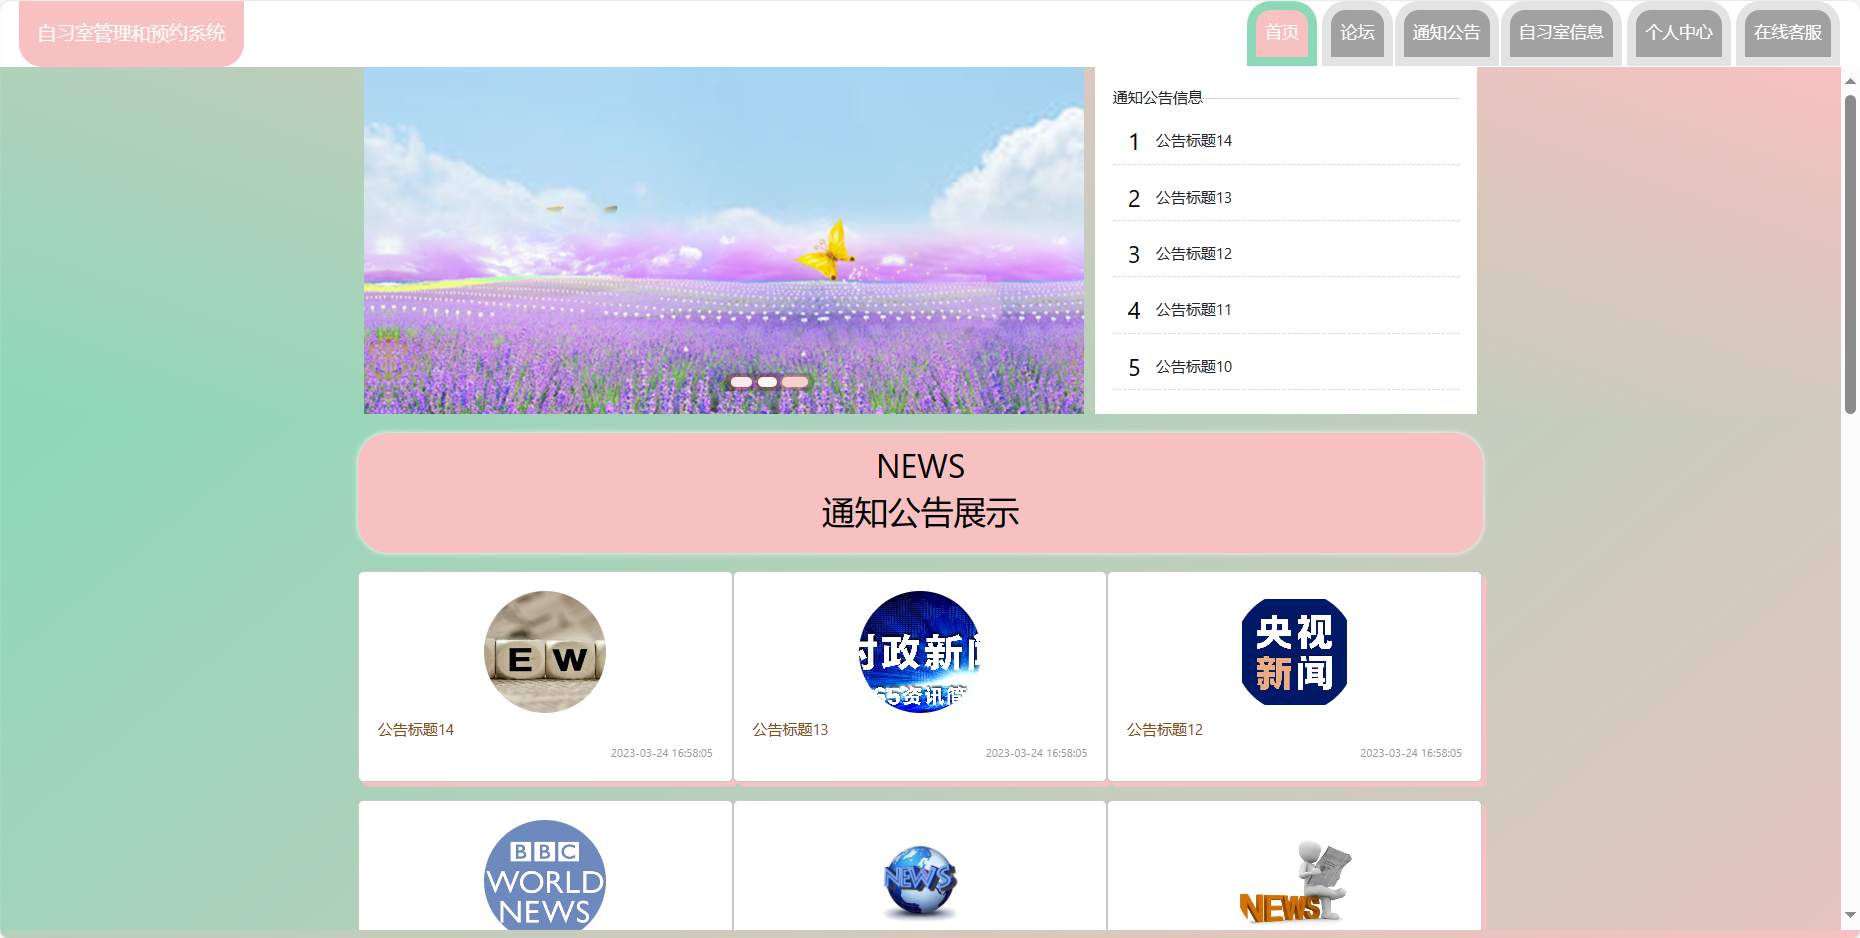 自习室管理和预约系统
首页 论坛 通知公告 自习室信息 个人中心 在线客服
通知公告信息
1 公告标题14
2 公告标题13
3 公告标题12
4 公告标题11
5 公告标题10
NEWS
通知公告展示
E W
时政新闻
65资讯简
央视
新闻
公告标题14
2023-03-24 16:58:05
公告标题13
2023-03-24 16:58:05
公告标题12
2023-03-24 16:58:05
BBC
WORLD
NEWS
NEWS
NEWS